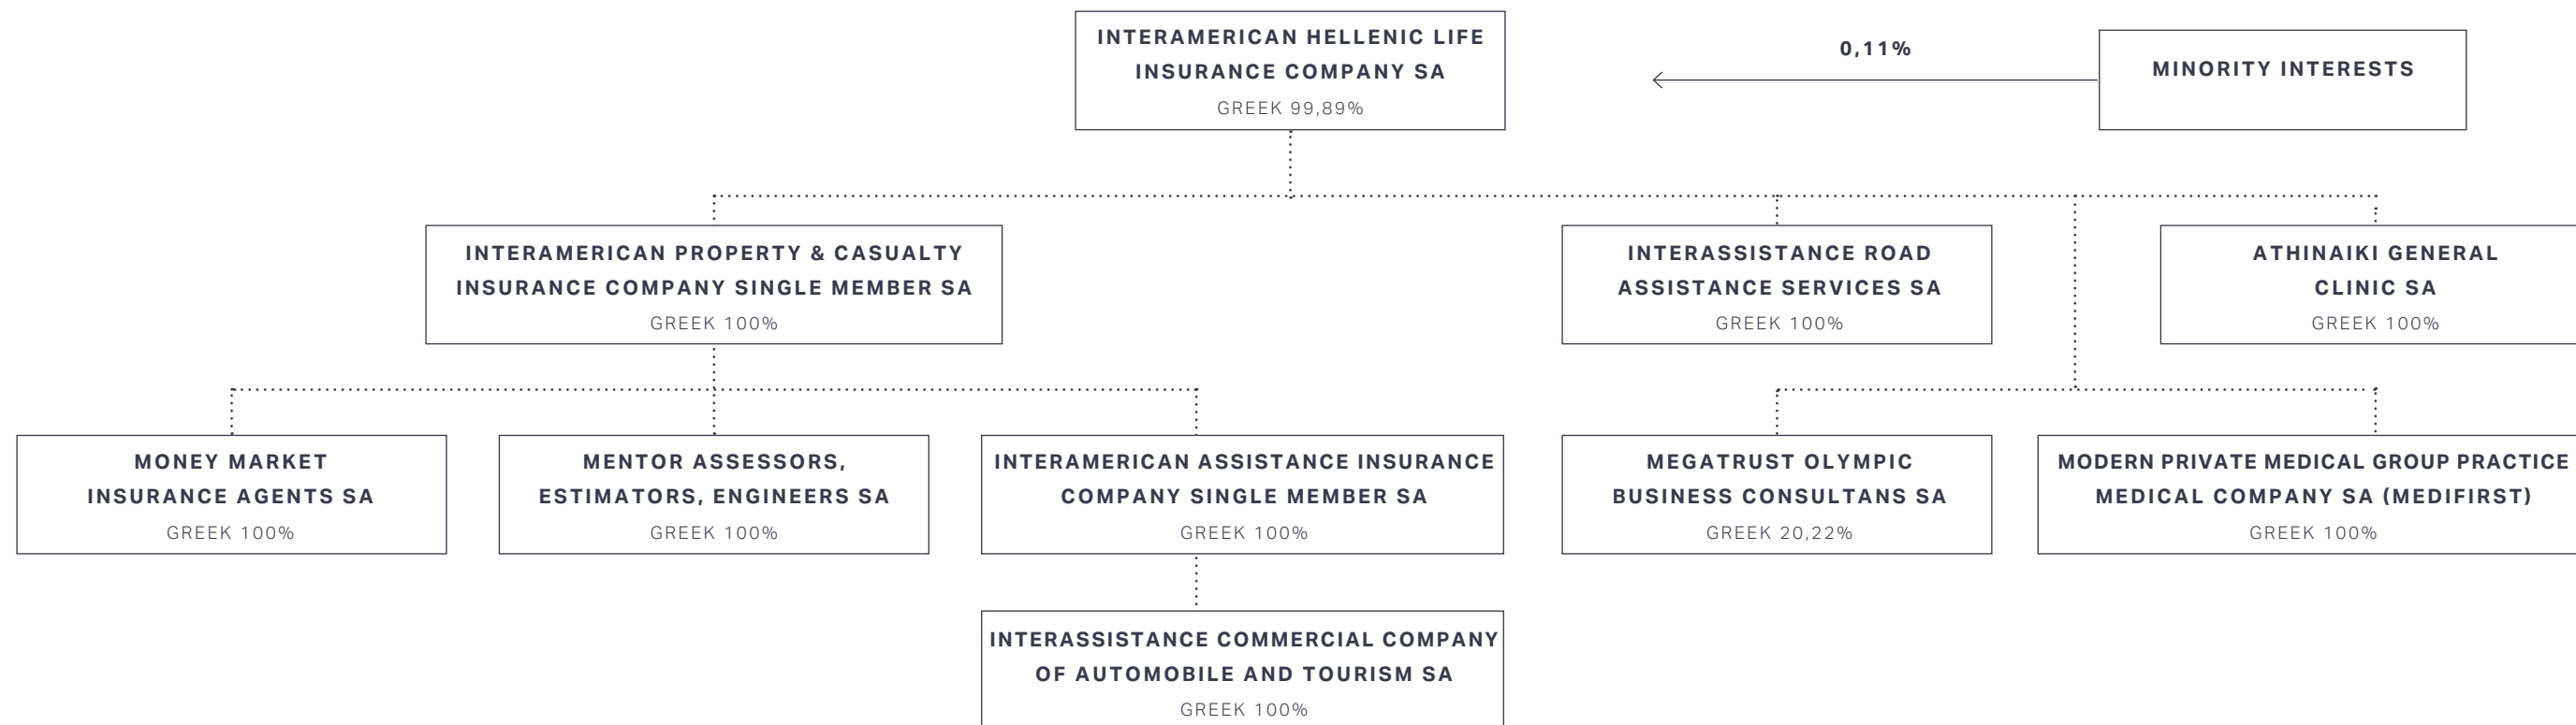 INTERAMERICAN HELLENIC LIFE
INSURANCE COMPANY SA
GREEK 99,89%
0,11%
MINORITY INTERESTS
INTERAMERICAN PROPERTY & CASUALTY
INSURANCE COMPANY SINGLE MEMBER SA
GREEK 100%
INTERASSISTANCE ROAD
ASSISTANCE SERVICES SA
GREEK 100%
ATHINAIKI GENERAL
CLINIC SA
GREEK 100%
MONEY MARKET
INSURANCE AGENTS SA
GREEK 100%
MENTOR ASSESSORS,
ESTIMATORS, ENGINEERS SA
GREEK 100%
INTERAMERICAN ASSISTANCE INSURANCE
COMPANY SINGLE MEMBER SA
GREEK 100%
MEGATRUST OLYMPIC
BUSINESS CONSULTANS SA
GREEK 20,22%
MODERN PRIVATE MEDICAL GROUP PRACTICE
MEDICAL COMPANY SA (MEDIFIRST)
GREEK 100%
INTERASSISTANCE COMMERCIAL COMPANY
OF AUTOMOBILE AND TOURISM SA
GREEK 100%